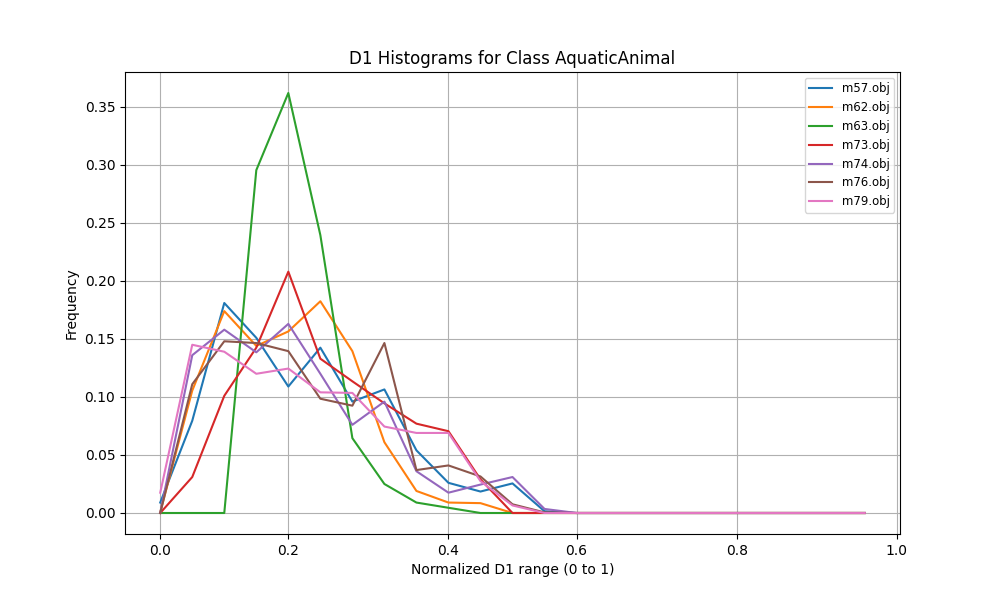 D1 Histograms for Class AquaticAnimal
m57.obj
m62.obj
m63.obj
m73.obj
m74.obj
m76.obj
m79.obj
Frequency
0.35
0.30
0.25
0.20
0.15
0.10
0.05
0.00
0.0 0.2 0.4 0.6 0.8 1.0
Normalized D1 range (0 to 1)